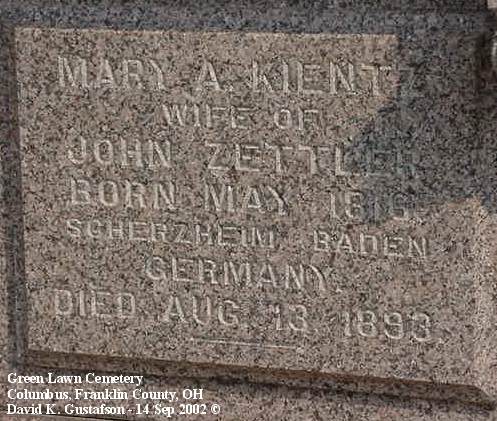 MARY A. KIENTZ
WIFE OF
JOHN ZETTLER
BORN MAY 1816.
SCHERZHEIM, BADEN
GERMANY.
DIED AUG. 13. 1893.
Green Lawn Cemetery
Columbus, Franklin County, OH
David K. Gustafson - 14 Sep 2002 ©